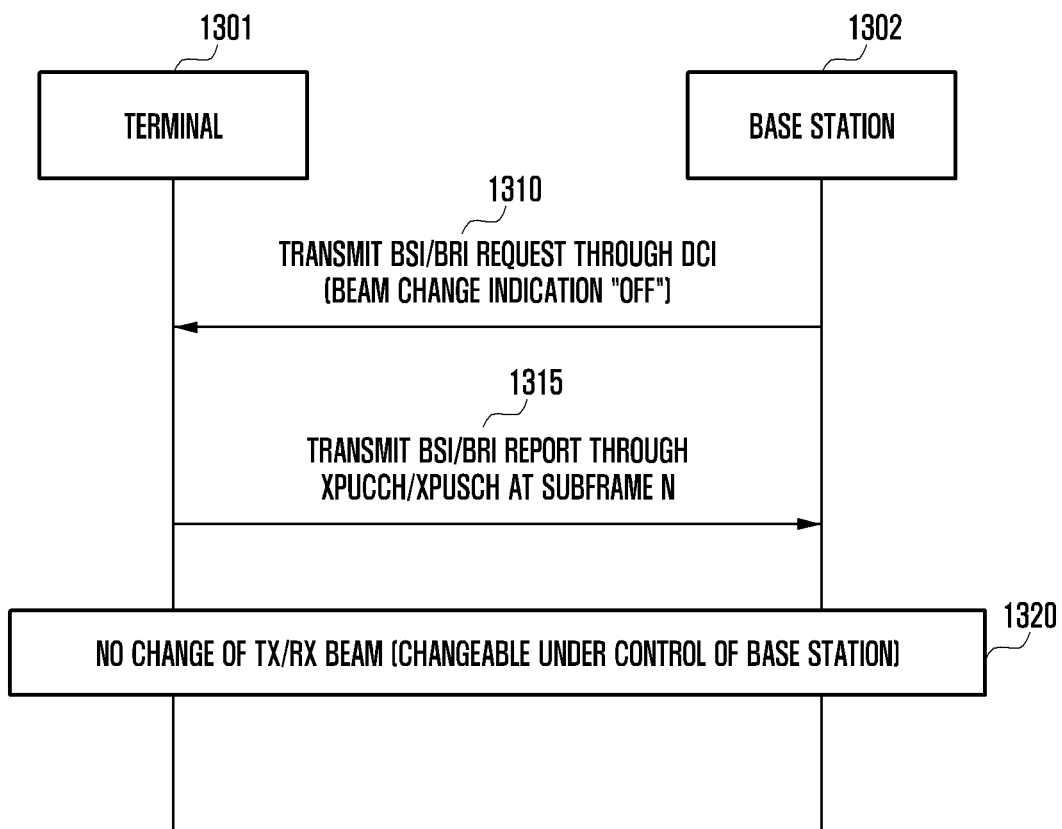 1301
1302
TERMINAL
BASE STATION
1310
TRANSMIT BSI/BRI REQUEST THROUGH DCI
(BEAM CHANGE INDICATION "OFF")
1315
TRANSMIT BSI/BRI REPORT THROUGH
XPUCCH/XPUSCH AT SUBFRAME N
1320
NO CHANGE OF TX/RX BEAM (CHANGEABLE UNDER CONTROL OF BASE STATION)